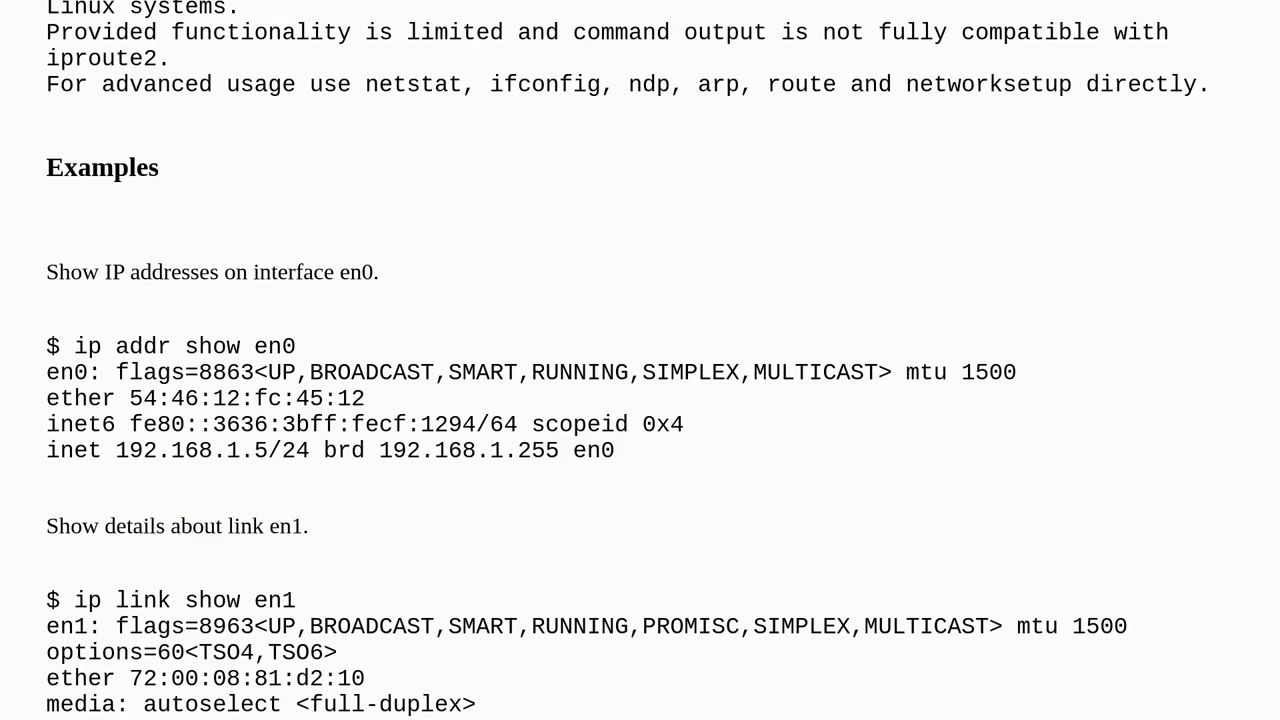 Linux systems.
Provided functionality is limited and command output is not fully compatible with
iproute2.
For advanced usage use netstat, ifconfig, ndp, arp, route and networksetup directly.
Examples
Show IP addresses on interface en0.
$ ip addr show en0
en0: flags=8863<UP,BROADCAST,SMART,RUNNING,SIMPLEX,MULTICAST> mtu 1500
ether 54:46:12:fc:45:12
inet6 fe80::3636:3bff:fecf:1294/64 scopeid 0x4
inet 192.168.1.5/24 brd 192.168.1.255 en0
Show details about link en1.
$ ip link show en1
en1: flags=8963<UP,BROADCAST,SMART,RUNNING,PROMISC,SIMPLEX,MULTICAST> mtu 1500
options=60<TSO4,TSO6>
ether 72:00:08:81:d2:10
media: autoselect <full-duplex>